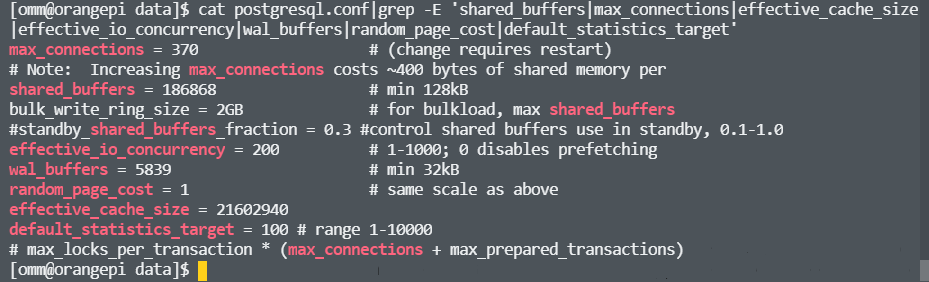 [omm@orangepi data]$ cat postgresql.conf|grep -E 'shared_buffers|max_connections|effective_cache_size
|effective_io_concurrency|wal_buffers|random_page_cost|default_statistics_target'
max_connections = 370 # (change requires restart)
# Note: Increasing max_connections costs ~400 bytes of shared memory per
shared_buffers = 186868 # min 128kB
bulk_write_ring_size = 2GB # for bulkload, max shared_buffers
#standby_shared_buffers_fraction = 0.3 #control shared buffers use in standby, 0.1-1.0
effective_io_concurrency = 200 # 1-1000; 0 disables prefetching
wal_buffers = 5839 # min 32kB
random_page_cost = 1 # same scale as above
effective_cache_size = 21602940
default_statistics_target = 100 # range 1-10000
# max_locks_per_transaction * (max_connections + max_prepared_transactions)
[omm@orangepi data]$